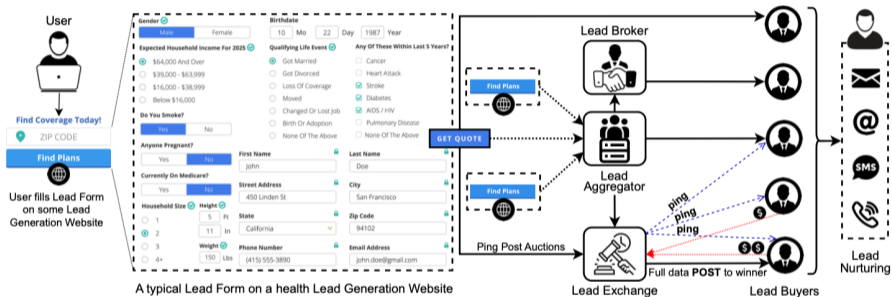 User
Find Coverage Today!
ZIP CODE
Find Plans
User fills Lead Form
on some Lead
Generation Website
Gender
Male Female
Birthdate
10 Mo 22 Day 1987 Year
Expected Household Income For 2025
$64,000 And Over
$39,000 - $63,999
$16,000 - $38,999
Below $16,000
Qualifying Life Event
Got Married
Got Divorced
Loss Of Coverage
Moved
Changed Or Lost Job
Birth Or Adoption
None Of The Above
Any Of These Within Last 5 Years?
Cancer
Heart Attack
Stroke
Diabetes
AIDS / HIV
Pulmonary Disease
None Of The Above
Do You Smoke?
Yes No
Anyone Pregnant?
Yes No
Currently On Medicare?
Yes No
Household Size
1
2
3
4+
Height
5 Ft
11 In
Weight
150 Lbs
First Name
John
Last Name
Doe
Street Address
450 Linden St
City
San Francisco
State
California
Zip Code
94102
Phone Number
(415) 555-3890
Email Address
john.doe@gmail.com
A typical Lead Form on a health Lead Generation Website
GET QUOTE
Find Plans
Find Plans
Ping Post Auctions
Lead Broker
Lead
Aggregator
Lead Exchange
ping
ping
ping
$
$ $
Full data POST to winner
Lead Buyers
@
SMS
Lead
Nurturing